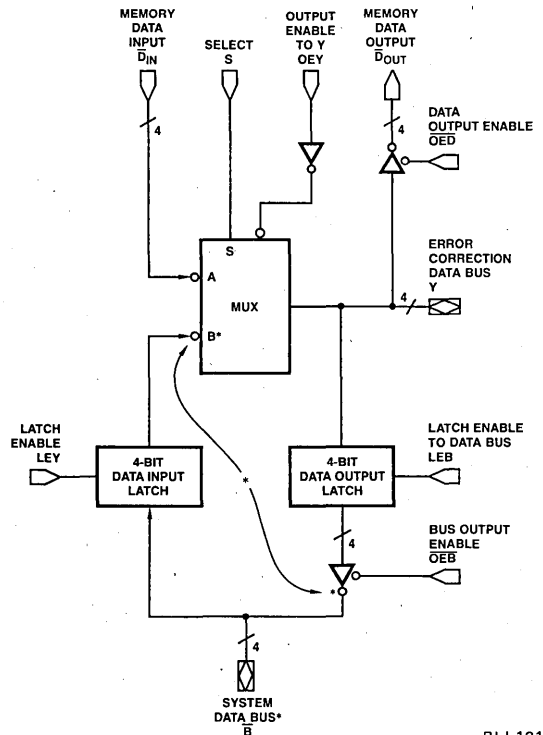 MEMORY
DATA
INPUT
D̅IN
SELECT
S
OUTPUT
ENABLE
TO Y
OEY
MEMORY
DATA
OUTPUT
D̅OUT
4
4
DATA
OUTPUT ENABLE
O̅E̅D̅
S
A
MUX
B*
ERROR
CORRECTION
DATA BUS
Y
4
LATCH
ENABLE
LEY
4-BIT
DATA INPUT
LATCH
*
4-BIT
DATA OUTPUT
LATCH
LATCH ENABLE
TO DATA BUS
LEB
4
BUS OUTPUT
ENABLE
O̅E̅B̅
*
4
SYSTEM
DATA BUS*
B̅